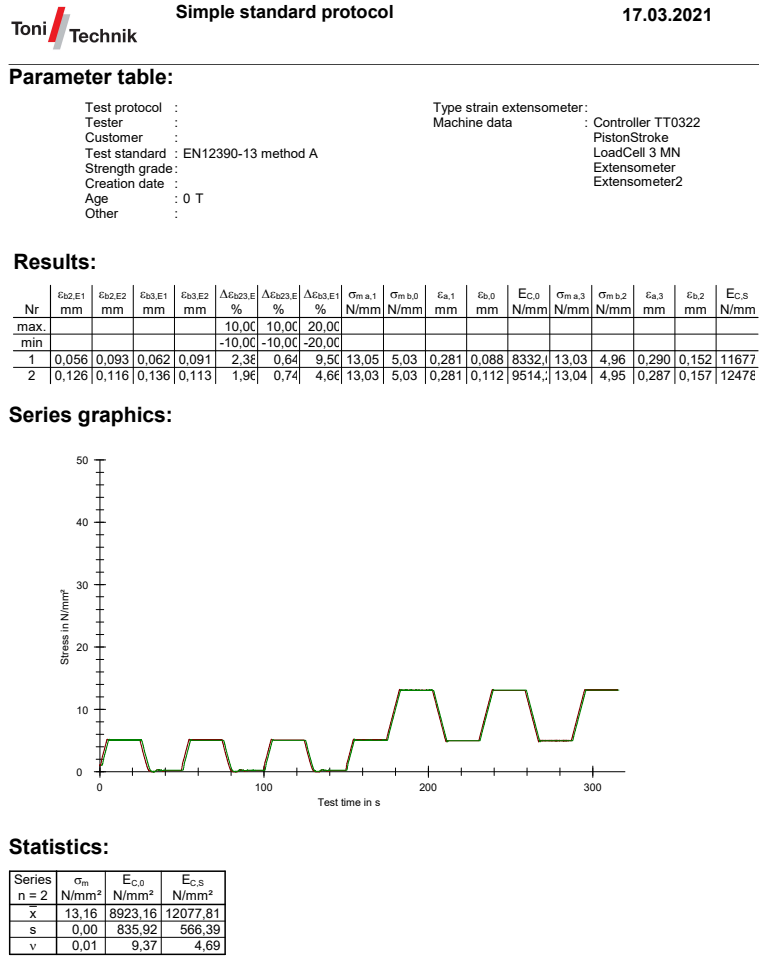 Toni Technik
Simple standard protocol
17.03.2021
Parameter table:
Test protocol :
Tester :
Customer :
Test standard : EN12390-13 method A
Strength grade :
Creation date :
Age : 0 T
Other :
Type strain extensometer :
Machine data : Controller TT0322
PistonStroke
LoadCell 3 MN
Extensometer
Extensometer2
Results:
εb2,E1 εb2,E2 εb3,E1 εb3,E2 Δεb23,E Δεb23,E Δεb3,E1 σm a,1 σm b,0 εa,1 εb,0 EC,0 σm a,3 σm b,2 εa,3 εb,2 EC,S
Nr mm mm mm mm % % % N/mm N/mm mm mm N/mm N/mm N/mm mm mm N/mm
max. 10,00 10,00 20,00
min -10,00 -10,00 -20,00
1 0,056 0,093 0,062 0,091 2,38 0,64 9,50 13,05 5,03 0,281 0,088 8332,( 13,03 4,96 0,290 0,152 11677
2 0,126 0,116 0,136 0,113 1,96 0,74 4,66 13,03 5,03 0,281 0,112 9514,2 13,04 4,95 0,287 0,157 12478
Series graphics:
50
40
30
20
10
0
Stress in N/mm²
0 100 200 300
Test time in s
Statistics:
Series σm EC,0 EC,S
n = 2 N/mm² N/mm² N/mm²
x̅ 13,16 8923,16 12077,81
s 0,00 835,92 566,39
ν 0,01 9,37 4,69